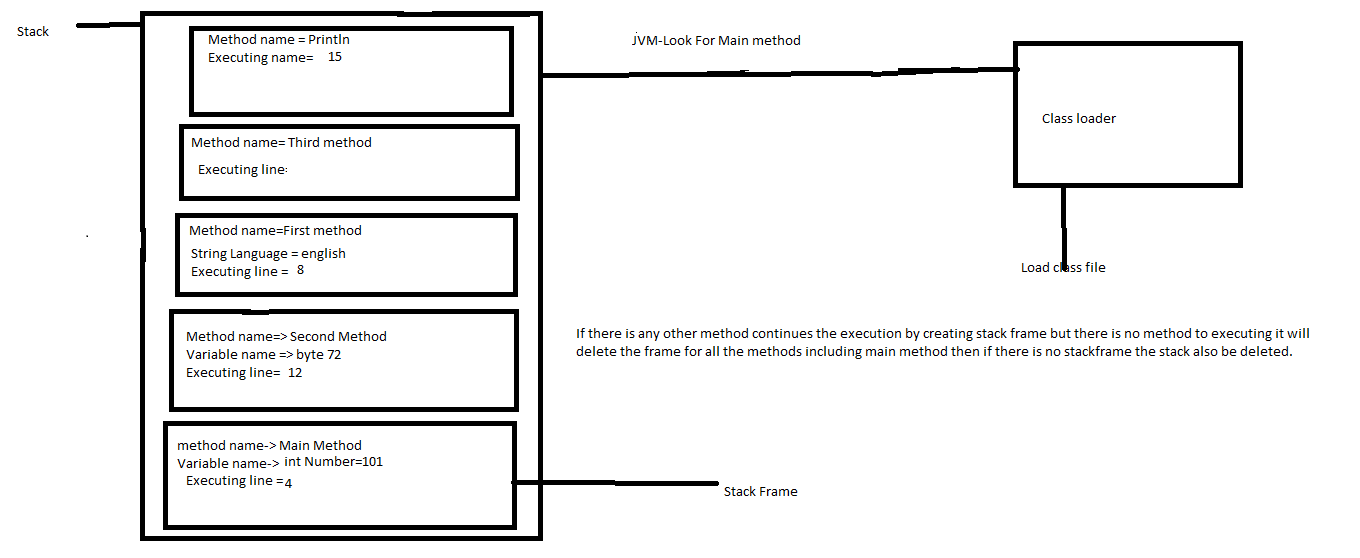 Stack
Method name = Println
Executing name= 15
JVM-Look For Main method
Class loader
Method name= Third method
Executing line:
Method name=First method
String Language = english
Executing line = 8
Load class file
Method name=> Second Method
Variable name => byte 72
Executing line= 12
If there is any other method continues the execution by creating stack frame but there is no method to executing it will
delete the frame for all the methods including main method then if there is no stackframe the stack also be deleted.
method name-> Main Method
Variable name-> int Number=101
Executing line =4
Stack Frame